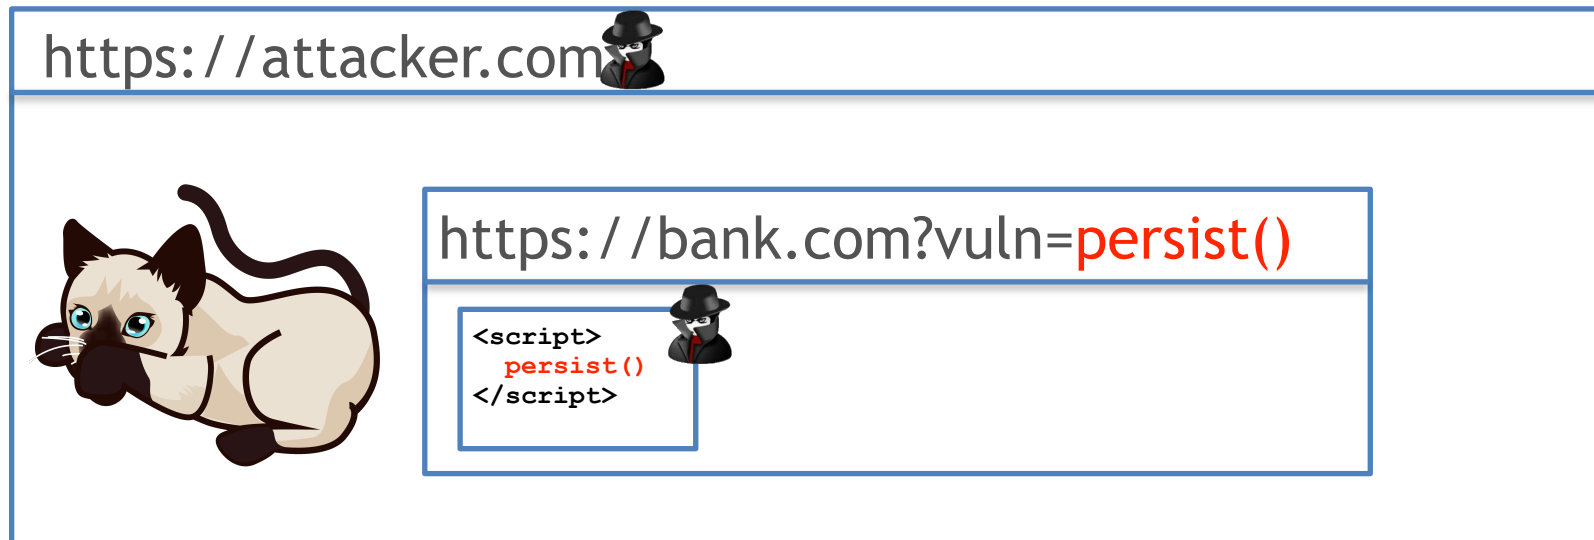 https://attacker.com
https://bank.com?vuln=persist()
<script>
persist()
</script>